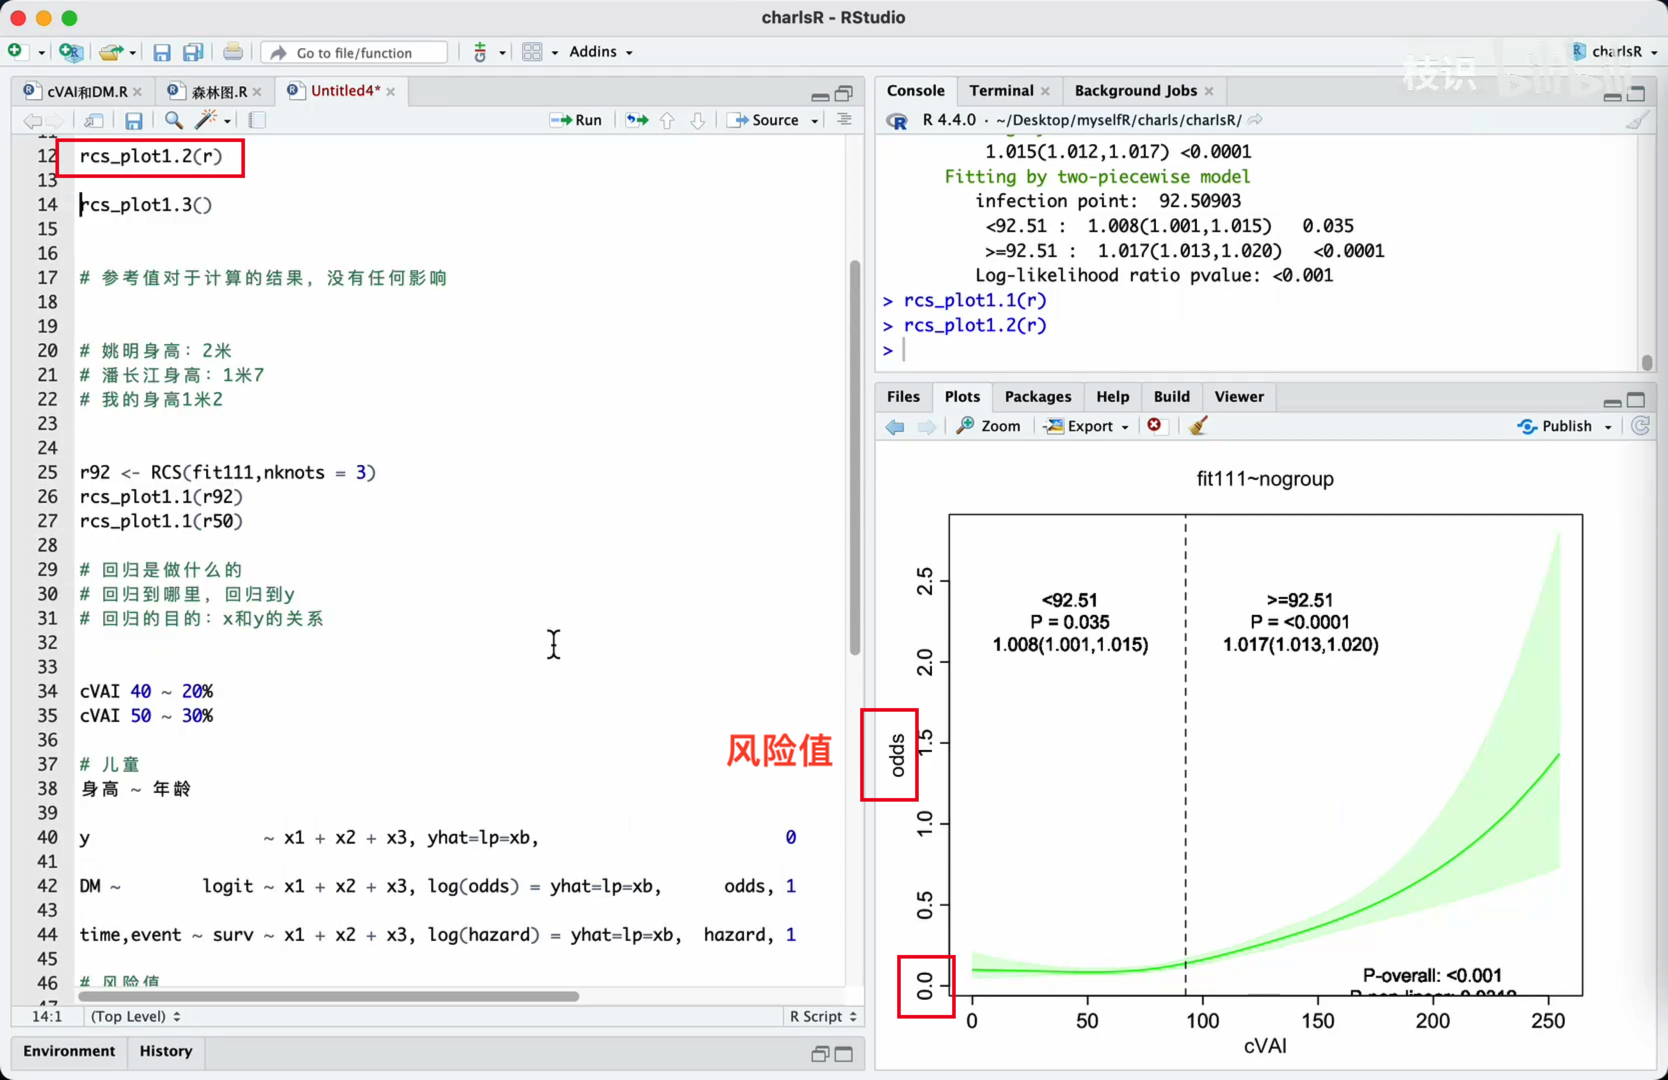 charlsR - RStudio
Go to file/function
Addins
charlsR
枝识 bilibili
cVAI和DM.R
森林图.R
Untitled4*
Run
Source
12 rcs_plot1.2(r)
13
14 rcs_plot1.3()
15
16
17 # 参考值对于计算的结果，没有任何影响
18
19
20 # 姚明身高：2米
21 # 潘长江身高：1米7
22 # 我的身高1米2
23
24
25 r92 <- RCS(fit111,nknots = 3)
26 rcs_plot1.1(r92)
27 rcs_plot1.1(r50)
28
29 # 回归是做什么的
30 # 回归到哪里，回归到y
31 # 回归的目的：x和y的关系
32
33
34 cVAI 40 ~ 20%
35 cVAI 50 ~ 30%
36
37 # 儿童
38 身高 ~ 年龄
39
40 y ~ x1 + x2 + x3, yhat=lp=xb, 0
41
42 DM ~ logit ~ x1 + x2 + x3, log(odds) = yhat=lp=xb, odds, 1
43
44 time,event ~ surv ~ x1 + x2 + x3, log(hazard) = yhat=lp=xb, hazard, 1
45
46 # 风险值
14:1 (Top Level) R Script
Environment History
风险值
Console Terminal Background Jobs
R 4.4.0 · ~/Desktop/myselfR/charls/charlsR/
1.015(1.012,1.017) <0.0001
Fitting by two-piecewise model
infection point: 92.50903
<92.51 : 1.008(1.001,1.015) 0.035
>=92.51 : 1.017(1.013,1.020) <0.0001
Log-likelihood ratio pvalue: <0.001
> rcs_plot1.1(r)
> rcs_plot1.2(r)
>
Files Plots Packages Help Build Viewer
Zoom Export Publish
fit111~nogroup
<92.51
P = 0.035
1.008(1.001,1.015)
>=92.51
P = <0.0001
1.017(1.013,1.020)
2.5
2.0
1.5
1.0
0.5
0.0
odds
P-overall: <0.001
0 50 100 150 200 250
cVAI